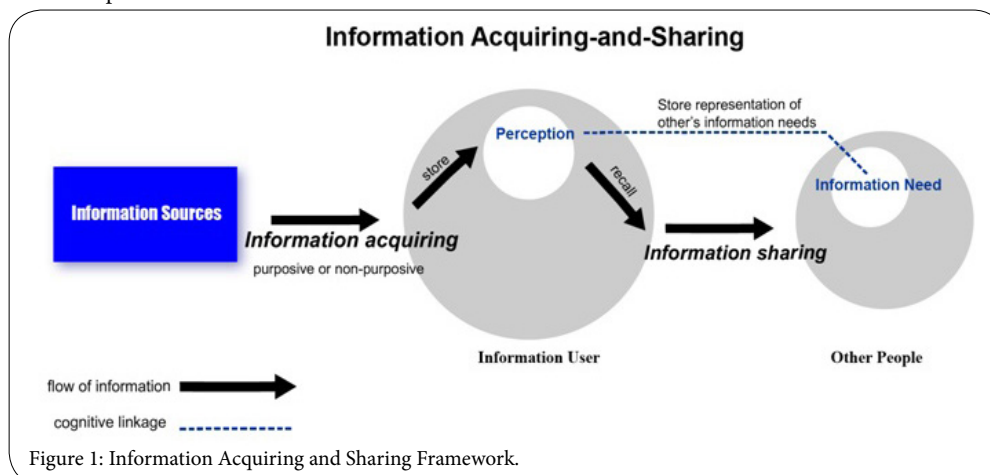 Information Acquiring-and-Sharing
Store representation of
other's information needs
Perception
store
recall
Information Need
Information Sources
Information acquiring
purposive or non-purposive
Information sharing
Information User
Other People
flow of information
cognitive linkage
Figure 1: Information Acquiring and Sharing Framework.